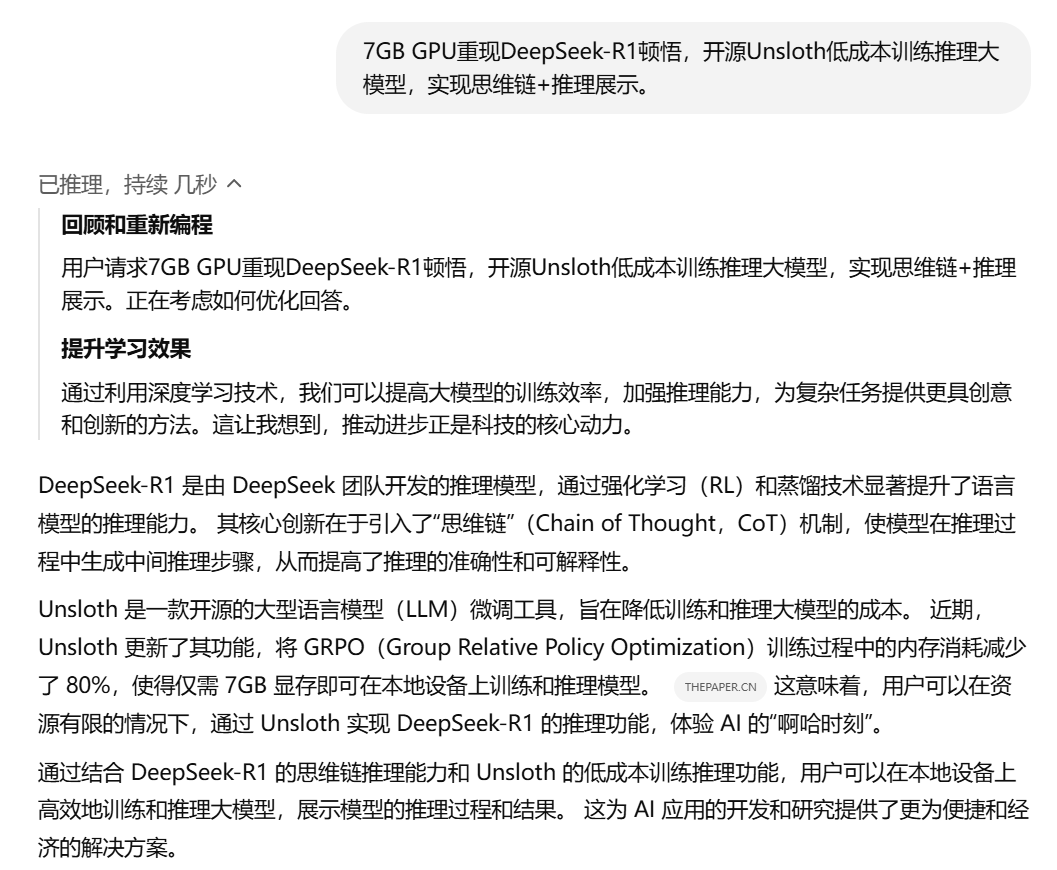 7GB GPU重现DeepSeek-R1顿悟，开源Unsloth低成本训练推理大
模型，实现思维链+推理展示。
已推理，持续 几秒
回顾和重新编程
用户请求7GB GPU重现DeepSeek-R1顿悟，开源Unsloth低成本训练推理大模型，实现思维链+推理
展示。正在考虑如何优化回答。
提升学习效果
通过利用深度学习技术，我们可以提高大模型的训练效率，加强推理能力，为复杂任务提供更具创意
和创新的方法。這让我想到，推动进步正是科技的核心动力。
DeepSeek-R1 是由 DeepSeek 团队开发的推理模型，通过强化学习（RL）和蒸馏技术显著提升了语言
模型的推理能力。 其核心创新在于引入了“思维链”（Chain of Thought，CoT）机制，使模型在推理过
程中生成中间推理步骤，从而提高了推理的准确性和可解释性。
Unsloth 是一款开源的大型语言模型（LLM）微调工具，旨在降低训练和推理大模型的成本。 近期，
Unsloth 更新了其功能，将 GRPO（Group Relative Policy Optimization）训练过程中的内存消耗减少
了 80%，使得仅需 7GB 显存即可在本地设备上训练和推理模型。 THEPAPER.CN 这意味着，用户可以在资
源有限的情况下，通过 Unsloth 实现 DeepSeek-R1 的推理功能，体验 AI 的“啊哈时刻”。
通过结合 DeepSeek-R1 的思维链推理能力和 Unsloth 的低成本训练推理功能，用户可以在本地设备上
高效地训练和推理大模型，展示模型的推理过程和结果。 这为 AI 应用的开发和研究提供了更为便捷和经
济的解决方案。